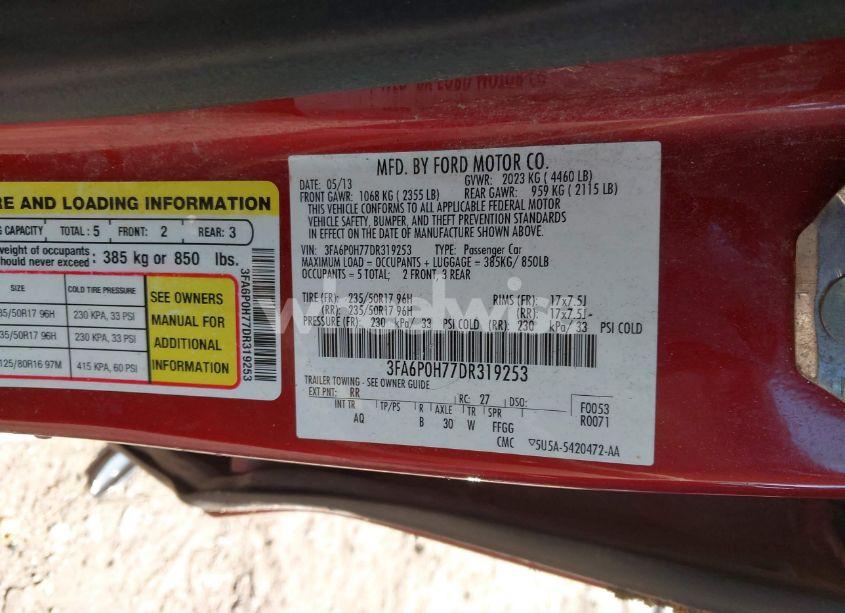 MFD. BY FORD MOTOR CO.
DATE: 05/13 GVWR: 2023 KG ( 4460 LB)
FRONT GAWR: 1068 KG ( 2355 LB) REAR GAWR: 959 KG ( 2115 LB)
THIS VEHICLE CONFORMS TO ALL APPLICABLE FEDERAL MOTOR
VEHICLE SAFETY, BUMPER, AND THEFT PREVENTION STANDARDS
IN EFFECT ON THE DATE OF MANUFACTURE SHOWN ABOVE.
VIN: 3FA6P0H77DR319253 TYPE: Passenger Car
MAXIMUM LOAD = OCCUPANTS + LUGGAGE = 385KG/ 850LB
OCCUPANTS = 5 TOTAL; 2 FRONT, 3 REAR
TIRE (FR): 235/50R17 96H RIMS (FR): 17x7.5J
(RR): 235/50R17 96H (RR): 17x7.5J
PRESSURE (FR): 230 kPa/ 33 PSI COLD (RR): 230 kPa/ 33 PSI COLD
3FA6P0H77DR319253
TRAILER TOWING - SEE OWNER GUIDE
EXT PNT: RR RC: 27 DSO: F0053
R0071
INT TR TP/PS R AXLE TR SPR
AQ B 30 W FFGG
CMC 5U5A-5420472-AA
RE AND LOADING INFORMATION
G CAPACITY TOTAL : 5 FRONT: 2 REAR: 3
weight of occupants
hould never exceed : 385 kg or 850 lbs.
SIZE COLD TIRE PRESSURE
35/50R17 96H 230 KPA, 33 PSI
35/50R17 96H 230 KPA, 33 PSI
125/80R16 97M 415 KPA, 60 PSI
SEE OWNERS
MANUAL FOR
ADDITIONAL
INFORMATION
3FA6P0H77DR319253